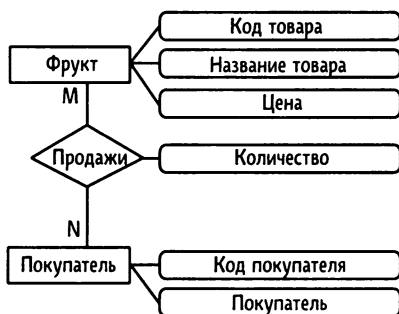 Код товара
Фрукт
Название товара
M
Цена
Продажи
Количество
N
Покупатель
Код покупателя
Покупатель